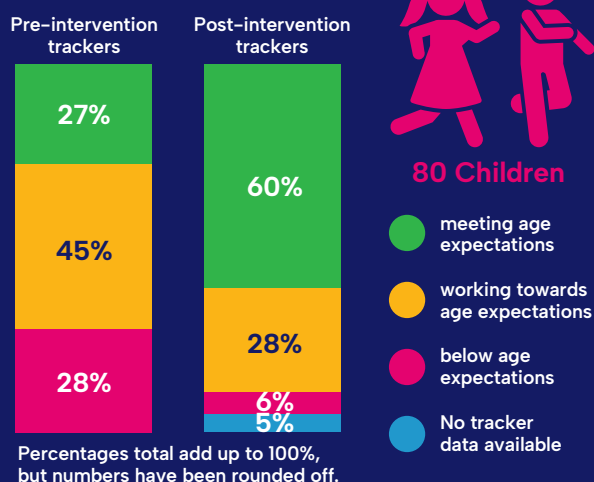 Pre-intervention
trackers
27%
45%
28%
Post-intervention
trackers
60%
28%
6%
5%
80 Children
meeting age
expectations
working towards
age expectations
below age
expectations
No tracker
data available
Percentages total add up to 100%,
but numbers have been rounded off.